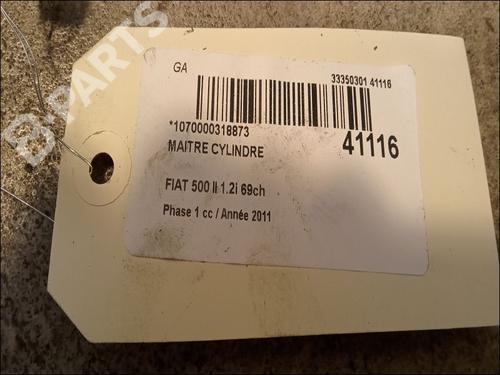 B-PARTS
GA
33350301 41116
*1070000318873
41116
MAITRE CYLINDRE
FIAT 500 II 1.2i 69ch
Phase 1 cc / Année 2011